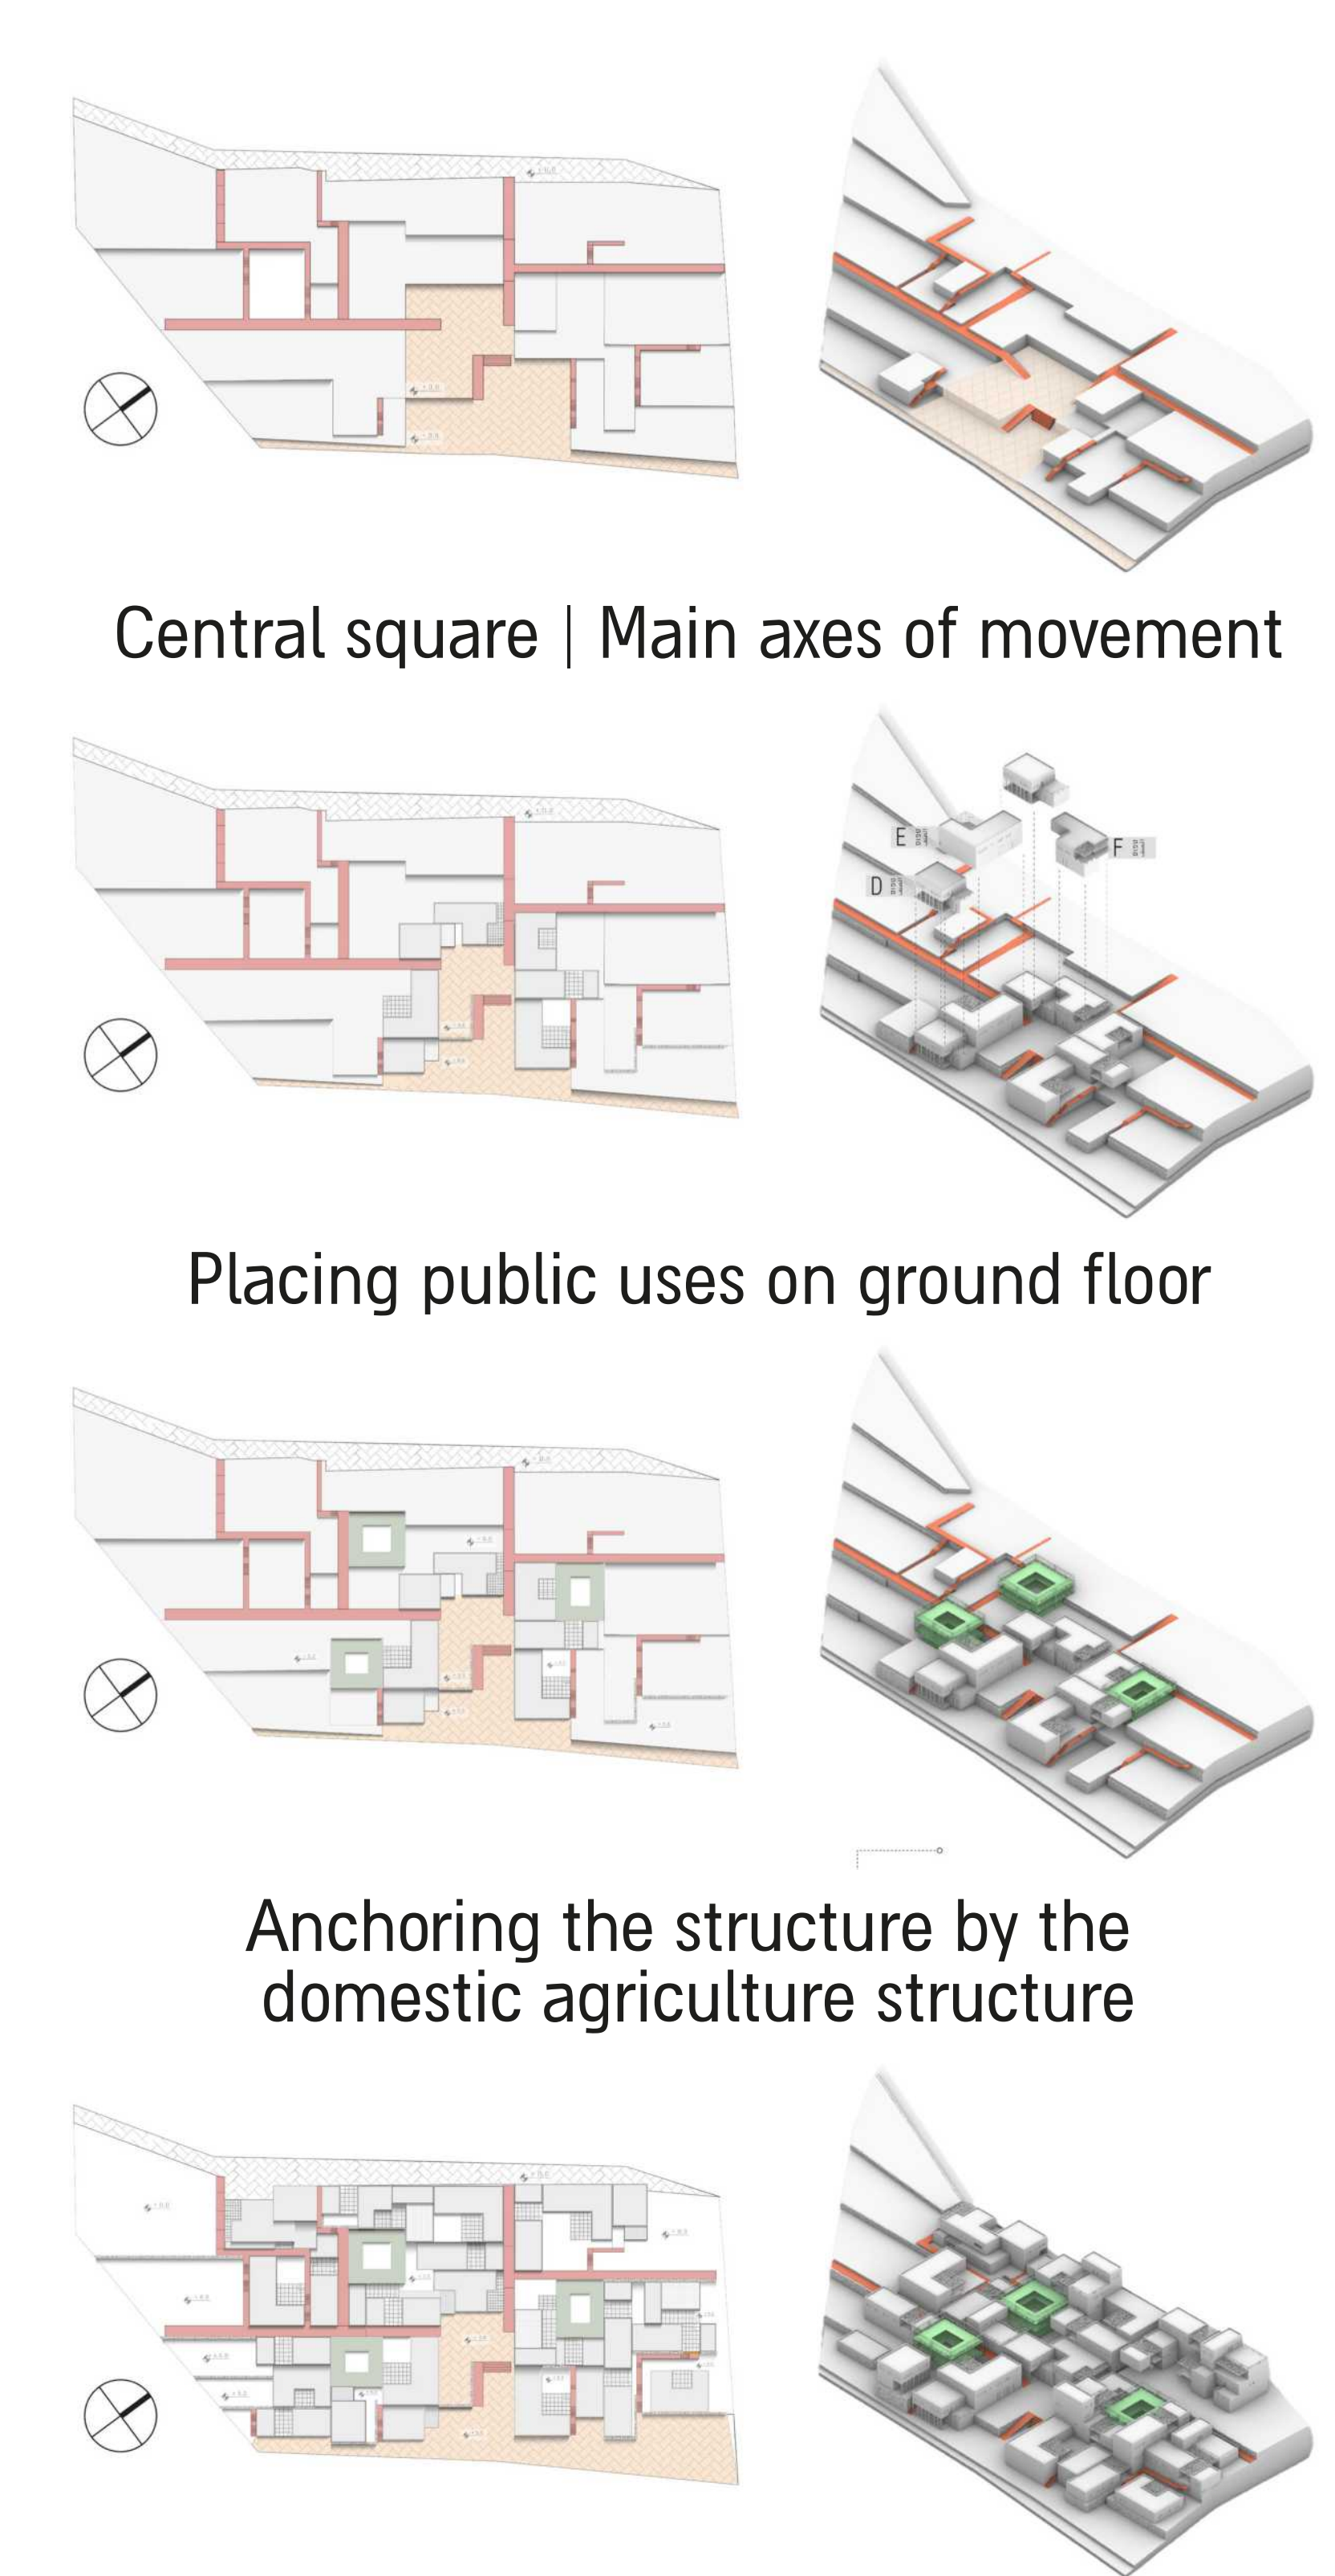 Central square | Main axes of movement
E
F
D
Placing public uses on ground floor
Anchoring the structure by the
domestic agriculture structure